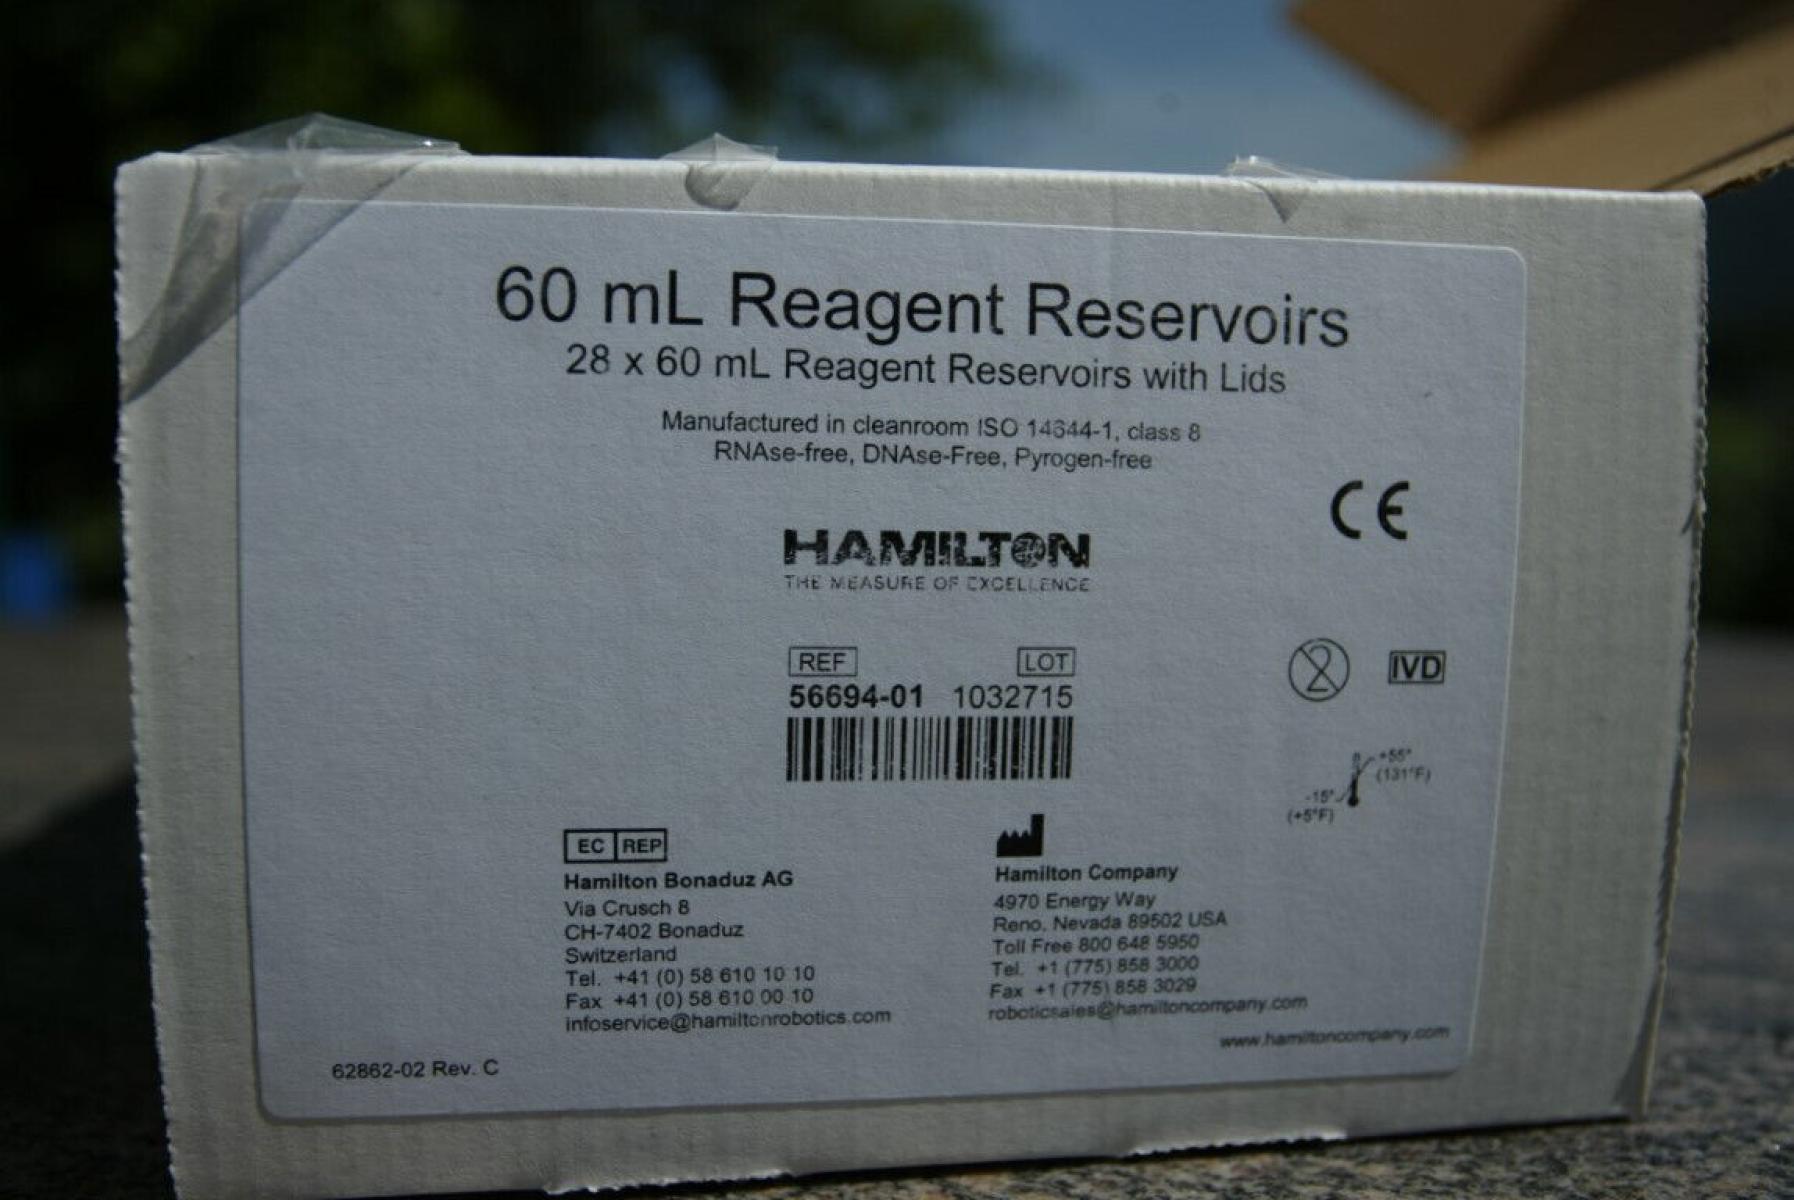 60 mL Reagent Reservoirs
28 x 60 mL Reagent Reservoirs with Lids
Manufactured in cleanroom ISO 14644-1, class 8
RNAse-free, DNAse-Free, Pyrogen-free
CE
HAMILTON
THE MEASURE OF EXCELLENCE
REF LOT
56694-01 1032715
2 IVD
+55°
(131°F)
-15°
(+5°F)
EC REP
Hamilton Bonaduz AG
Via Crusch 8
CH-7402 Bonaduz
Switzerland
Tel. +41 (0) 58 610 10 10
Fax +41 (0) 58 610 00 10
infoservice@hamiltonrobotics.com
Hamilton Company
4970 Energy Way
Reno, Nevada 89502 USA
Toll Free 800 648 5950
Tel. +1 (775) 858 3000
Fax +1 (775) 858 3029
roboticsales@hamiltoncompany.com
www.hamiltoncompany.com
62862-02 Rev. C